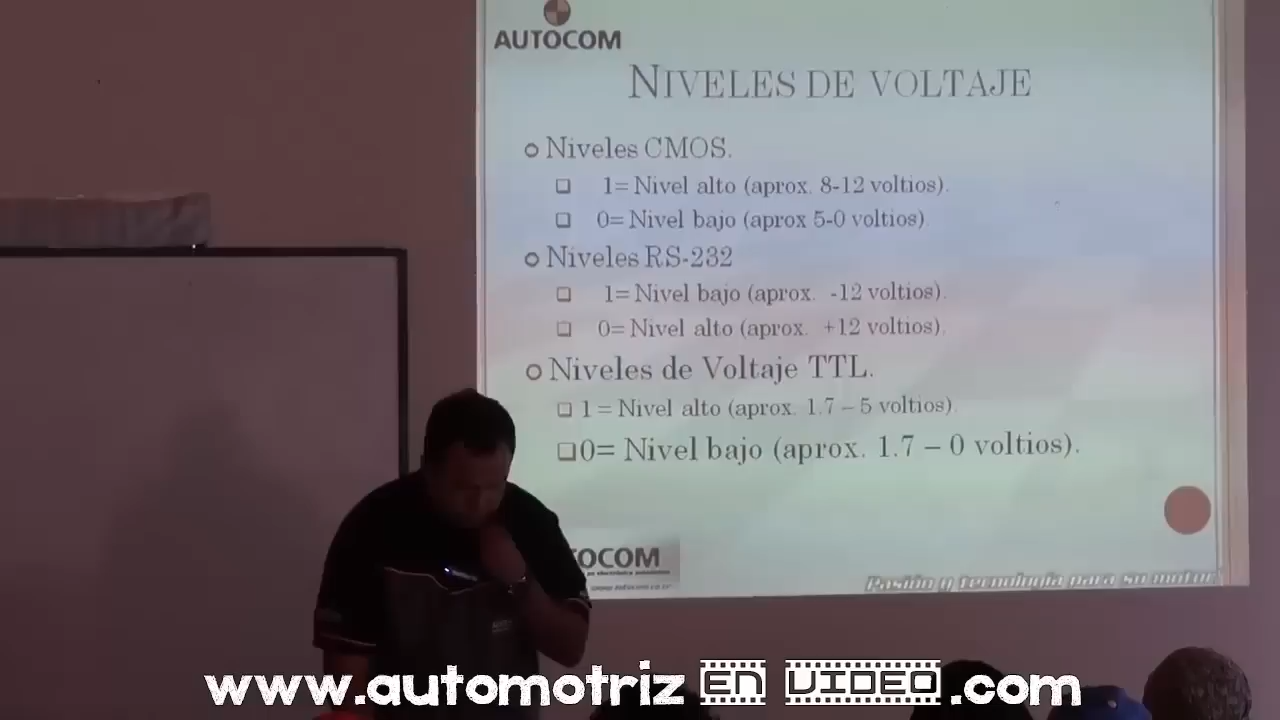 AUTOCOM
NIVELES DE VOLTAJE
Niveles CMOS.
1= Nivel alto (aprox. 8-12 voltios).
0= Nivel bajo (aprox 5-0 voltios)
Niveles RS-232
1= Nivel bajo (aprox. -12 voltios).
0= Nivel alto (aprox. +12 voltios).
Niveles de Voltaje TTL.
1 = Nivel alto (aprox. 1.7 – 5 voltios)
0= Nivel bajo (aprox. 1.7 – 0 voltios).
TOCOM
Pasión y tecnología para su motor
www.automotriz EN VIDEO .com